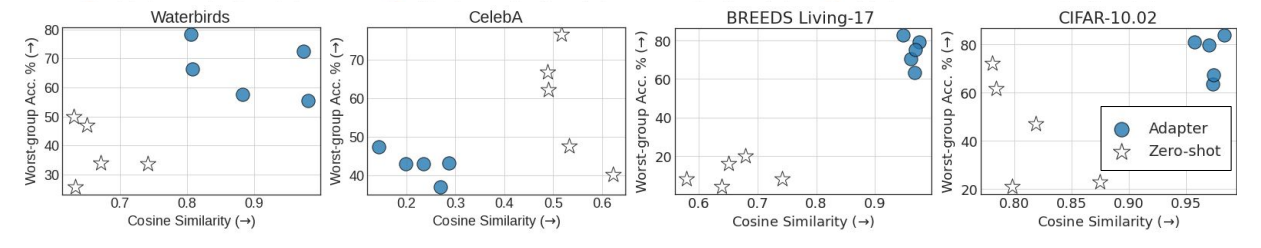 Waterbirds
Worst-group Acc. % (→)
80
70
60
50
40
30
0.7
0.8
0.9
Cosine Similarity (→)
CelebA
Worst-group Acc. % (→)
70
60
50
40
0.2
0.3
0.4
0.5
0.6
Cosine Similarity (→)
BREEDS Living-17
Worst-group Acc. % (→)
80
60
40
20
0.6
0.7
0.8
0.9
Cosine Similarity (→)
CIFAR-10.02
Worst-group Acc. % (→)
80
60
40
20
0.80
0.85
0.90
0.95
Cosine Similarity (→)
Adapter
Zero-shot